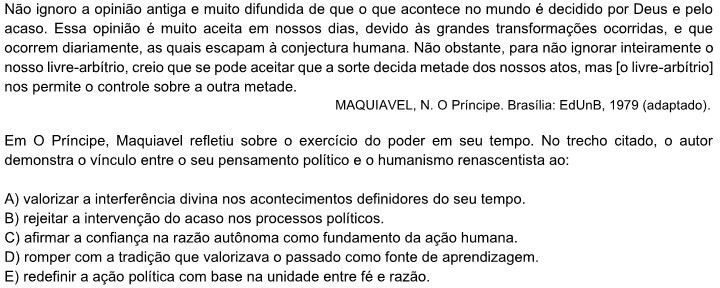 Não ignoro a opinião antiga e muito difundida de que o que acontece no mundo é decidido por Deus e pelo
acaso. Essa opinião é muito aceita em nossos dias, devido às grandes transformações ocorridas, e que
ocorrem diariamente, as quais escapam à conjectura humana. Não obstante, para não ignorar inteiramente o
nosso livre-arbítrio, creio que se pode aceitar que a sorte decida metade dos nossos atos, mas [o livre-arbítrio]
nos permite o controle sobre a outra metade.
MAQUIAVEL, N. O Príncipe. Brasília: EdUnB, 1979 (adaptado).
Em O Príncipe, Maquiavel refletiu sobre o exercício do poder em seu tempo. No trecho citado, o autor
demonstra o vínculo entre o seu pensamento político e o humanismo renascentista ao:
A) valorizar a interferência divina nos acontecimentos definidores do seu tempo.
B) rejeitar a intervenção do acaso nos processos políticos.
C) afirmar a confiança na razão autônoma como fundamento da ação humana.
D) romper com a tradição que valorizava o passado como fonte de aprendizagem.
E) redefinir a ação política com base na unidade entre fé e razão.